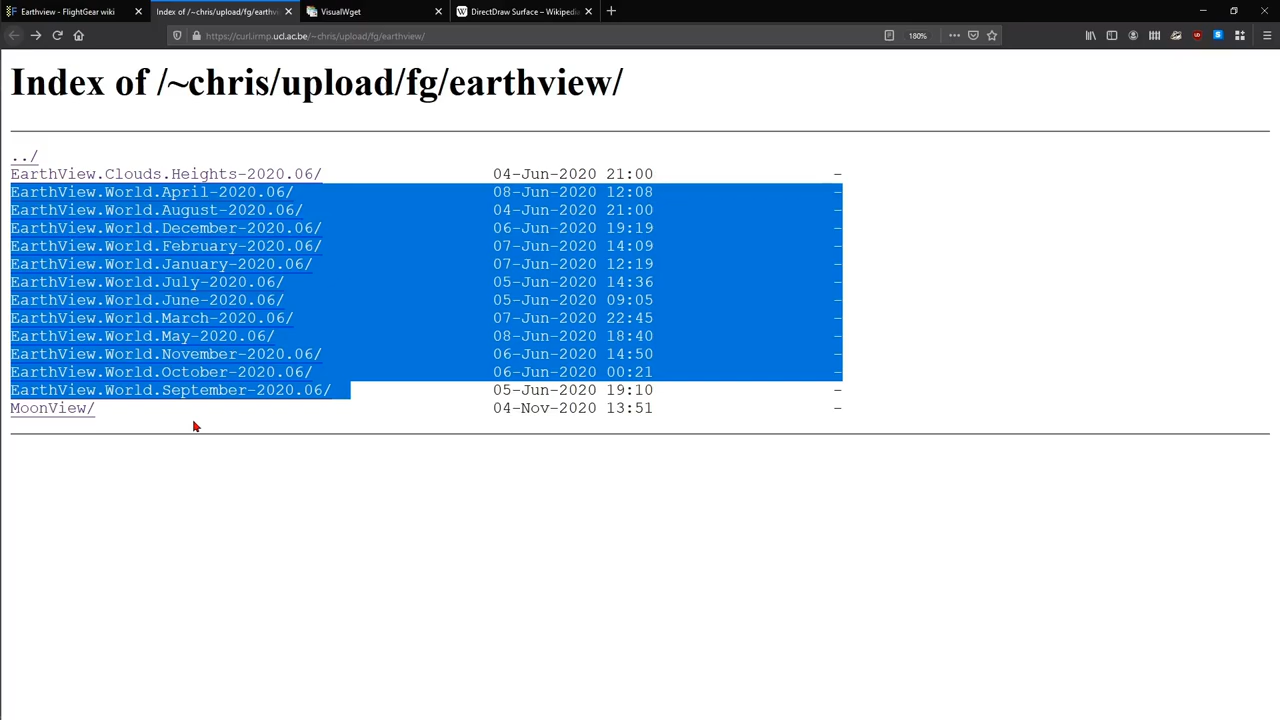 Earthview - FlightGear wiki
Index of /~chris/upload/fg/earthvi
VisualWget
DirectDraw Surface - Wikipedi
https://curl.irmp.ucl.ac.be/~chris/upload/fg/earthview/
180%
Index of /~chris/upload/fg/earthview/
../
EarthView.Clouds.Heights-2020.06/ 04-Jun-2020 21:00 -
EarthView.World.April-2020.06/ 08-Jun-2020 12:08 -
EarthView.World.August-2020.06/ 04-Jun-2020 21:00 -
EarthView.World.December-2020.06/ 06-Jun-2020 19:19 -
EarthView.World.February-2020.06/ 07-Jun-2020 14:09 -
EarthView.World.January-2020.06/ 07-Jun-2020 12:19 -
EarthView.World.July-2020.06/ 05-Jun-2020 14:36 -
EarthView.World.June-2020.06/ 05-Jun-2020 09:05 -
EarthView.World.March-2020.06/ 07-Jun-2020 22:45 -
EarthView.World.May-2020.06/ 08-Jun-2020 18:40 -
EarthView.World.November-2020.06/ 06-Jun-2020 14:50 -
EarthView.World.October-2020.06/ 06-Jun-2020 00:21 -
EarthView.World.September-2020.06/ 05-Jun-2020 19:10 -
MoonView/ 04-Nov-2020 13:51 -